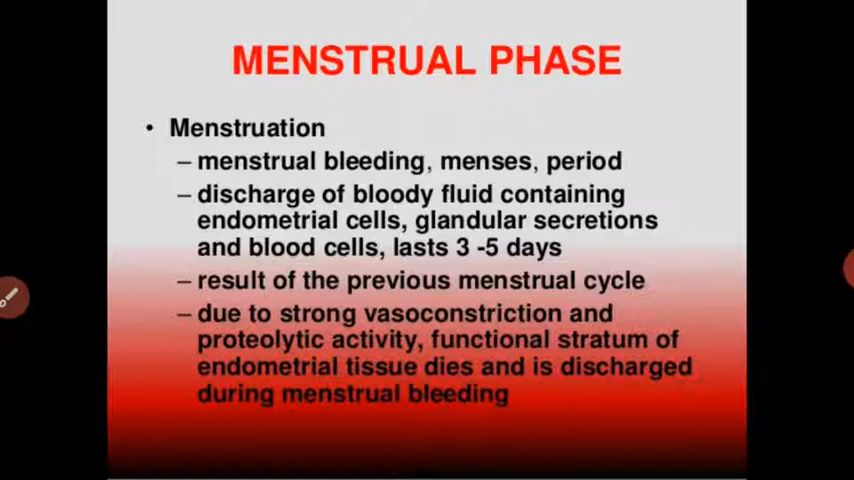 MENSTRUAL PHASE
• Menstruation
– menstrual bleeding, menses, period
– discharge of bloody fluid containing
endometrial cells, glandular secretions
and blood cells, lasts 3 -5 days
– result of the previous menstrual cycle
– due to strong vasoconstriction and
proteolytic activity, functional stratum of
endometrial tissue dies and is discharged
during menstrual bleeding